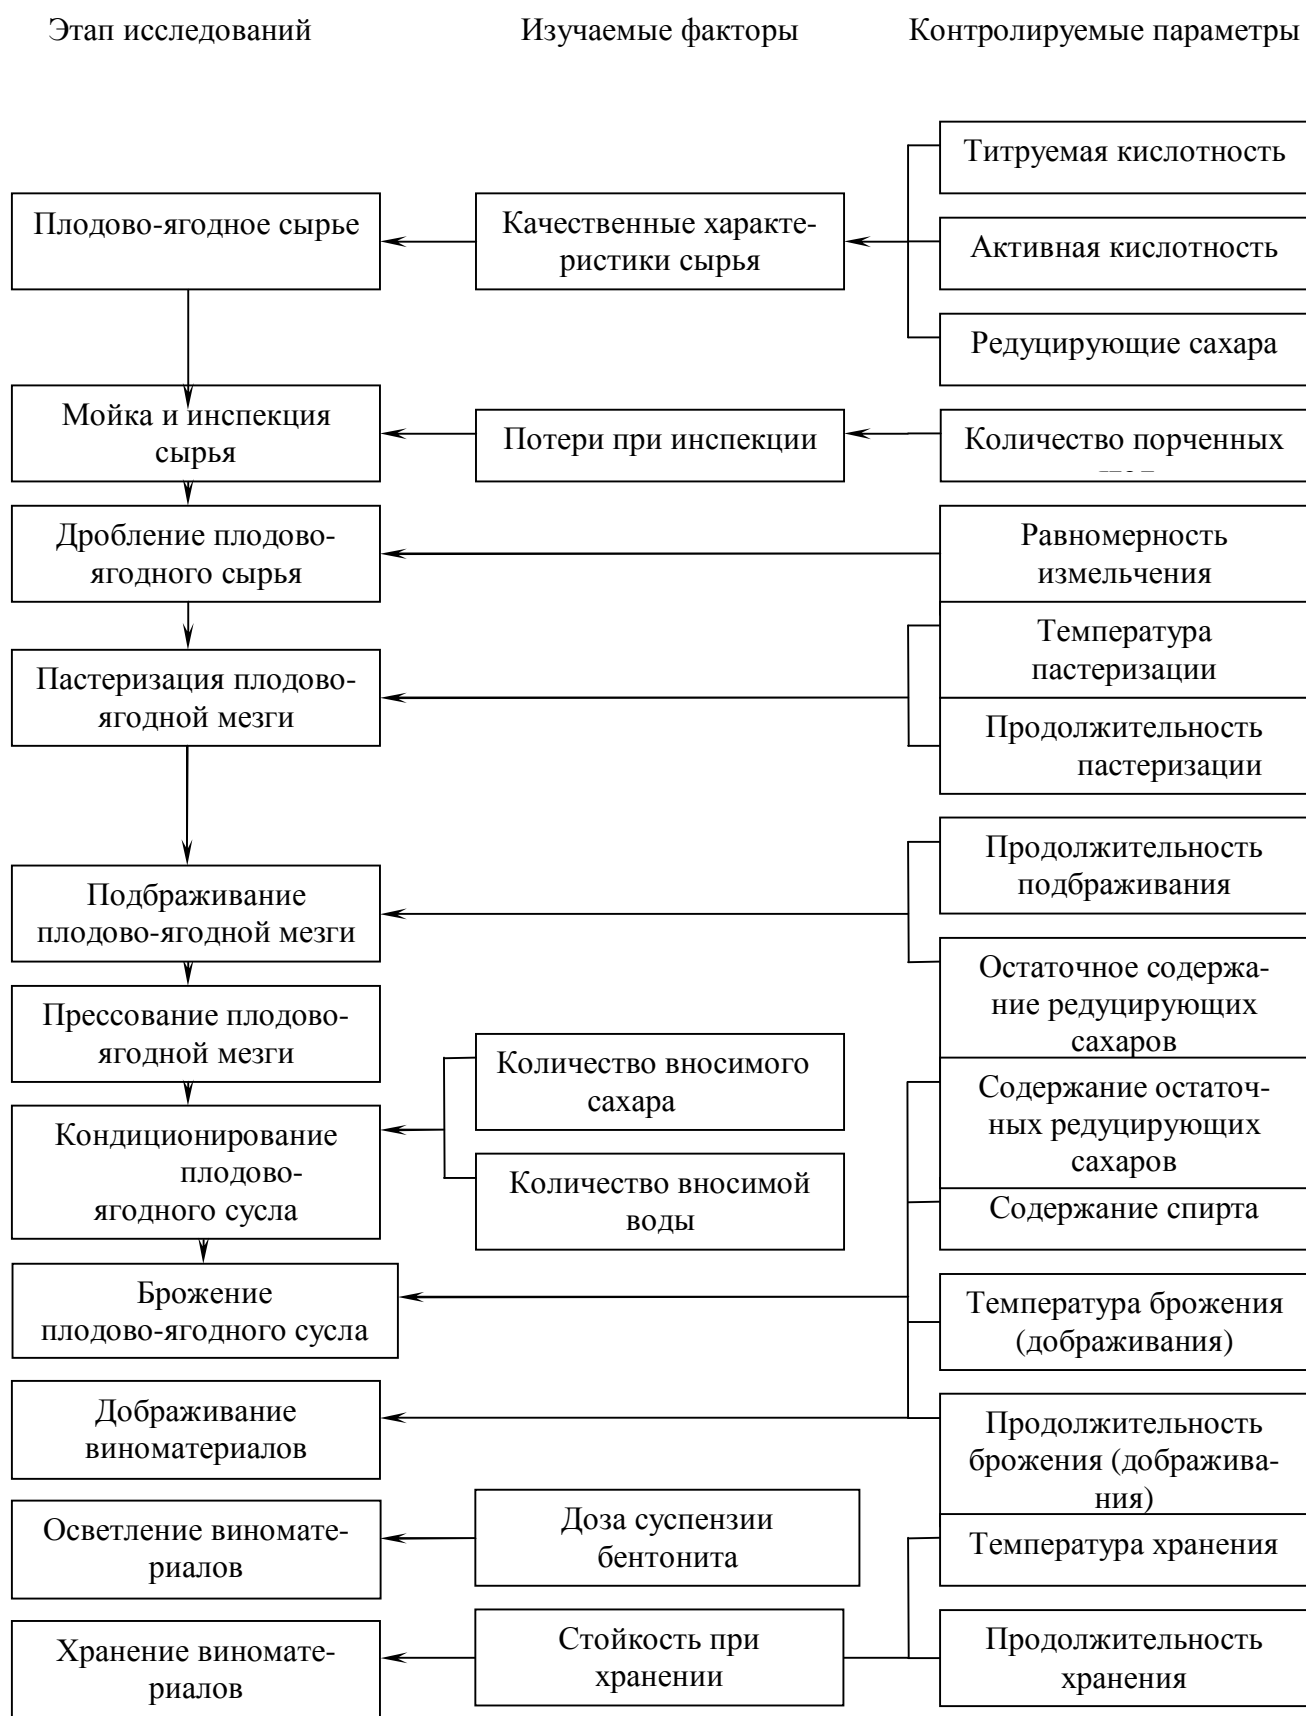 Этап исследований
Изучаемые факторы
Контролируемые параметры
Титруемая кислотность
Плодово-ягодное сырье
Качественные характе-
ристики сырья
Активная кислотность
Редуцирующие сахара
Мойка и инспекция
сырья
Потери при инспекции
Количество порченных
Дробление плодово-
ягодного сырья
Равномерность
измельчения
Температура
пастеризации
Пастеризация плодово-
ягодной мезги
Продолжительность
пастеризации
Продолжительность
подбраживания
Подбраживание
плодово-ягодной мезги
Остаточное содержа-
ние редуцирующих
сахаров
Прессование плодово-
ягодной мезги
Количество вносимого
сахара
Содержание остаточ-
ных редуцирующих
сахаров
Кондиционирование
плодово-
ягодного сусла
Количество вносимой
воды
Содержание спирта
Брожение
плодово-ягодного сусла
Температура брожения
(дображивания)
Дображивание
виноматериалов
Продолжительность
брожения (дображива-
ния)
Осветление виномате-
риалов
Доза суспензии
бентонита
Температура хранения
Хранение виномате-
риалов
Стойкость при
хранении
Продолжительность
хранения